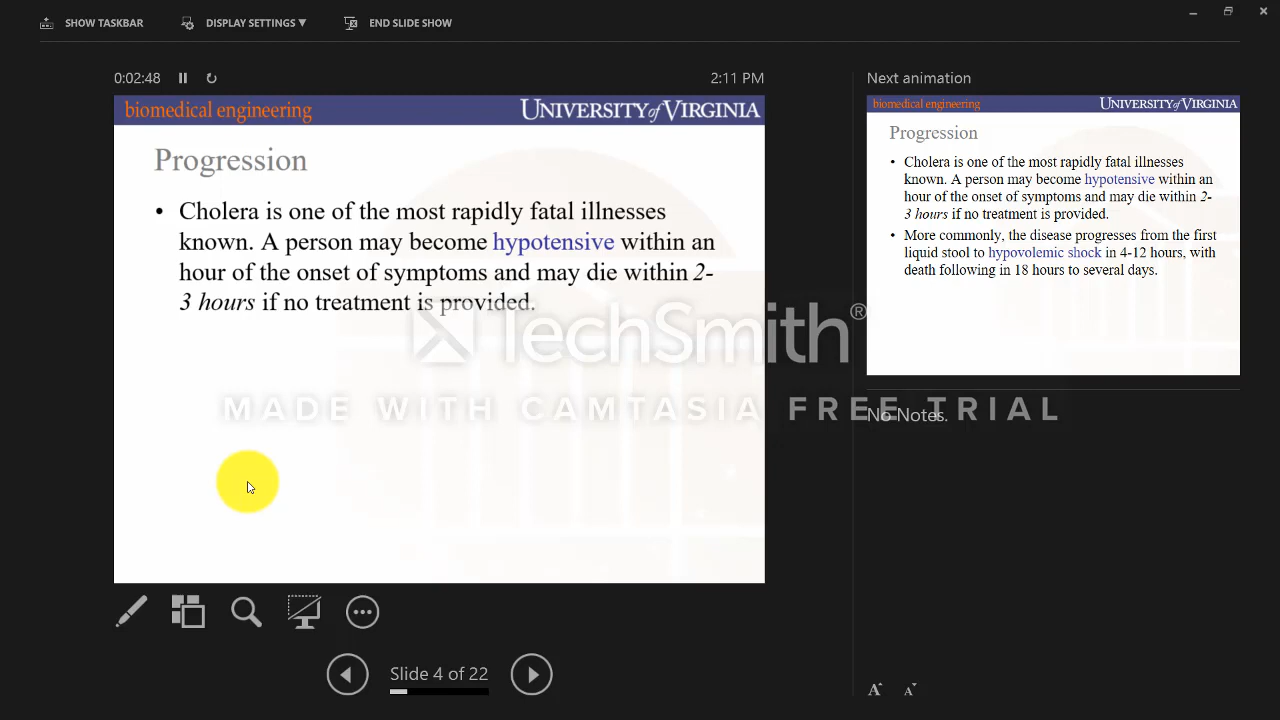 SHOW TASKBAR
DISPLAY SETTINGS ▼
END SLIDE SHOW
0:02:48
2:11 PM
biomedical engineering
UNIVERSITY of VIRGINIA
Progression
• Cholera is one of the most rapidly fatal illnesses
known. A person may become hypotensive within an
hour of the onset of symptoms and may die within 2-
3 hours if no treatment is provided.
TechSmith®
MADE WITH CAMTASIA FREE TRIAL
Slide 4 of 22
Next animation
biomedical engineering
UNIVERSITY of VIRGINIA
Progression
• Cholera is one of the most rapidly fatal illnesses
known. A person may become hypotensive within an
hour of the onset of symptoms and may die within 2-
3 hours if no treatment is provided.
• More commonly, the disease progresses from the first
liquid stool to hypovolemic shock in 4-12 hours, with
death following in 18 hours to several days.
No Notes.
A A